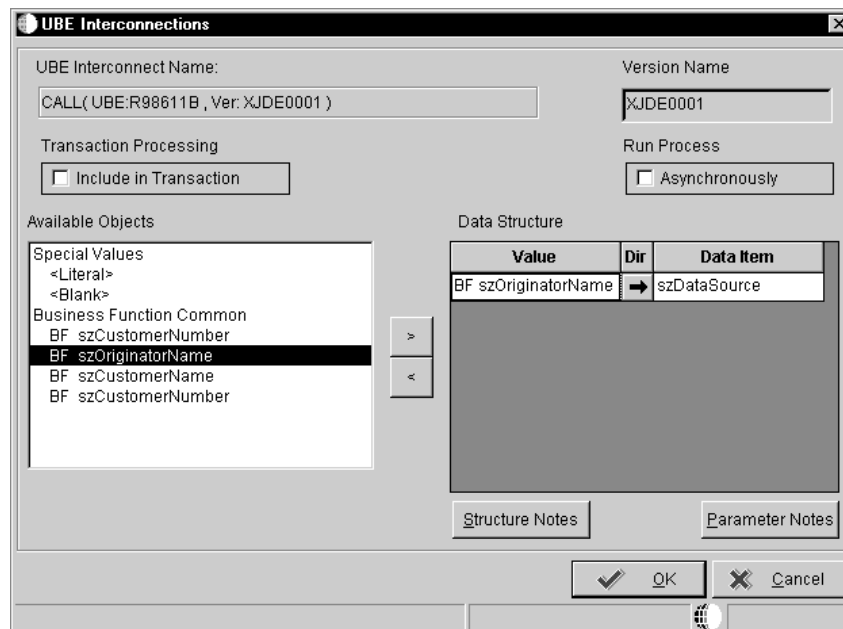 UBE Interconnections
UBE Interconnect Name:
Version Name
CALL( UBE:R98611B , Ver: XJDE0001 )
XJDE0001
Transaction Processing
Run Process
Include in Transaction
Asynchronously
Available Objects
Data Structure
Special Values
<Literal>
<Blank>
Business Function Common
BF szCustomerNumber
BF szOriginatorName
BF szCustomerName
BF szCustomerNumber
>
<
Value Dir Data Item
BF szOriginatorName szDataSource
Structure Notes
Parameter Notes
OK
Cancel